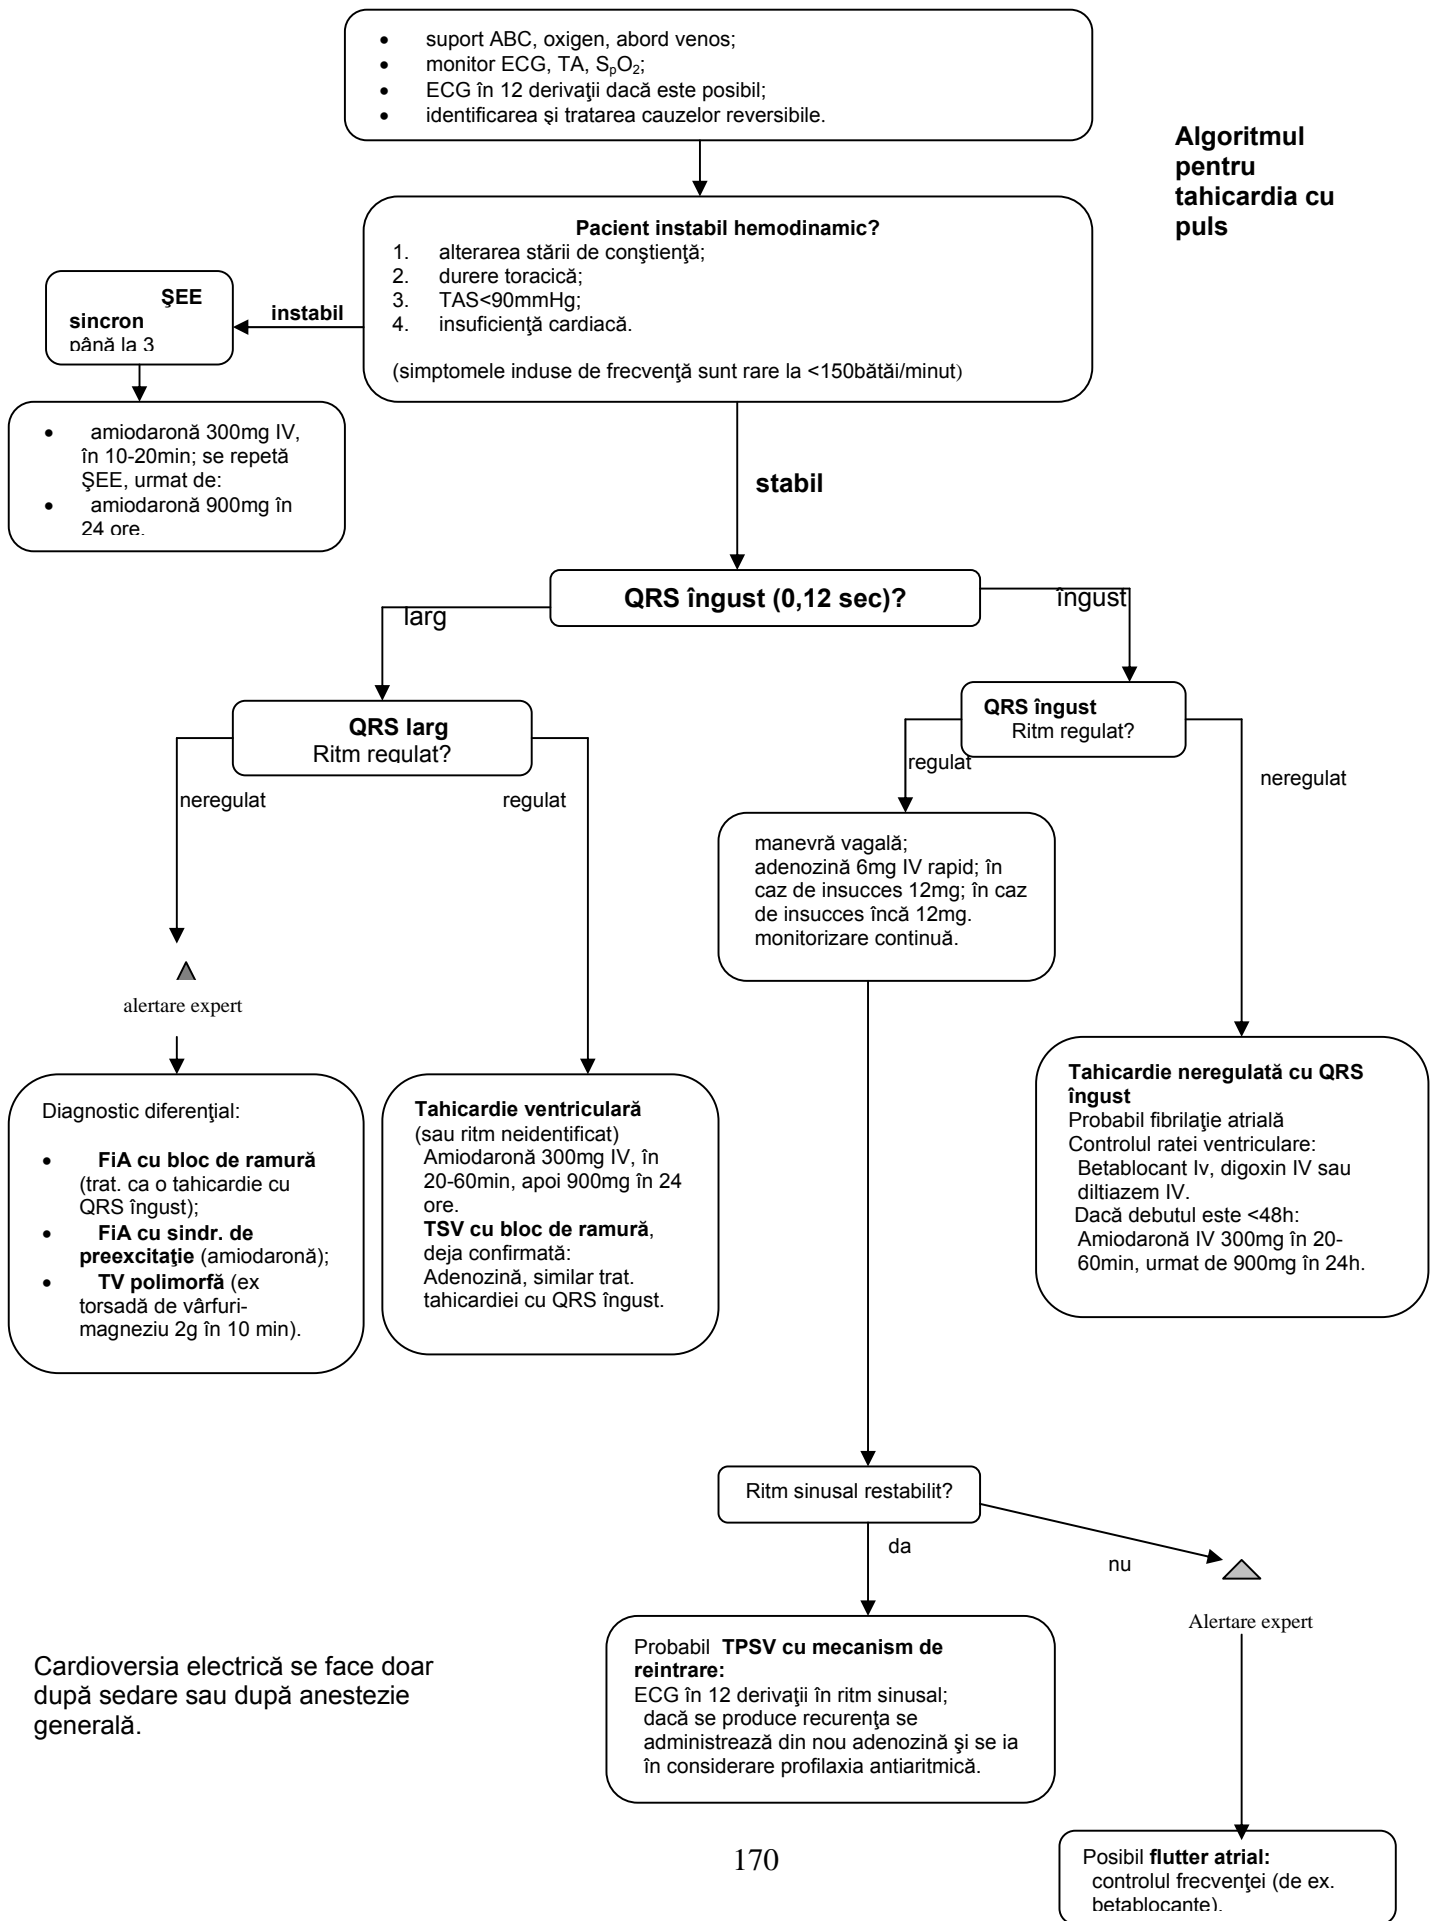 • suport ABC, oxigen, abord venos;
• monitor ECG, TA, SpO2;
• ECG în 12 derivaţii dacă este posibil;
• identificarea şi tratarea cauzelor reversibile.
Algoritmul
pentru
tahicardia cu
puls
Pacient instabil hemodinamic?
1. alterarea stării de conştienţă;
2. durere toracică;
3. TAS<90mmHg;
4. insuficienţă cardiacă.
(simptomele induse de frecvenţă sunt rare la <150bătăi/minut)
instabil
ŞEE
sincron
până la 3
• amiodaronă 300mg IV,
în 10-20min; se repetă
ŞEE, urmat de:
• amiodaronă 900mg în
24 ore.
stabil
QRS îngust (0,12 sec)?
larg
îngust
QRS larg
Ritm regulat?
QRS îngust
Ritm regulat?
neregulat
regulat
regulat
neregulat
manevră vagală;
adenozină 6mg IV rapid; în
caz de insucces 12mg; în caz
de insucces încă 12mg.
monitorizare continuă.
alertare expert
Diagnostic diferenţial:
• FiA cu bloc de ramură
(trat. ca o tahicardie cu
QRS îngust);
• FiA cu sindr. de
preexcitaţie (amiodaronă);
• TV polimorfă (ex
torsadă de vârfuri-
magneziu 2g în 10 min).
Tahicardie ventriculară
(sau ritm neidentificat)
Amiodaronă 300mg IV, în
20-60min, apoi 900mg în 24
ore.
TSV cu bloc de ramură,
deja confirmată:
Adenozină, similar trat.
tahicardiei cu QRS îngust.
Tahicardie neregulată cu QRS
îngust
Probabil fibrilaţie atrială
Controlul ratei ventriculare:
Betablocant Iv, digoxin IV sau
diltiazem IV.
Dacă debutul este <48h:
Amiodaronă IV 300mg în 20-
60min, urmat de 900mg în 24h.
Ritm sinusal restabilit?
da
nu
Alertare expert
Probabil TPSV cu mecanism de
reintrare:
ECG în 12 derivaţii în ritm sinusal;
dacă se produce recurenţa se
administrează din nou adenozină şi se ia
în considerare profilaxia antiaritmică.
Cardioversia electrică se face doar
după sedare sau după anestezie
generală.
Posibil flutter atrial:
controlul frecvenţei (de ex.
betablocante).
170